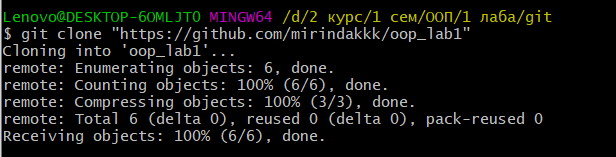 Lenovo@DESKTOP-6OMLJT0 MINGW64 /d/2 курс/1 сем/ООП/1 лаба/git
$ git clone "https://github.com/mirindakkk/oop_lab1"
Cloning into 'oop_lab1'...
remote: Enumerating objects: 6, done.
remote: Counting objects: 100% (6/6), done.
remote: Compressing objects: 100% (3/3), done.
remote: Total 6 (delta 0), reused 0 (delta 0), pack-reused 0
Receiving objects: 100% (6/6), done.